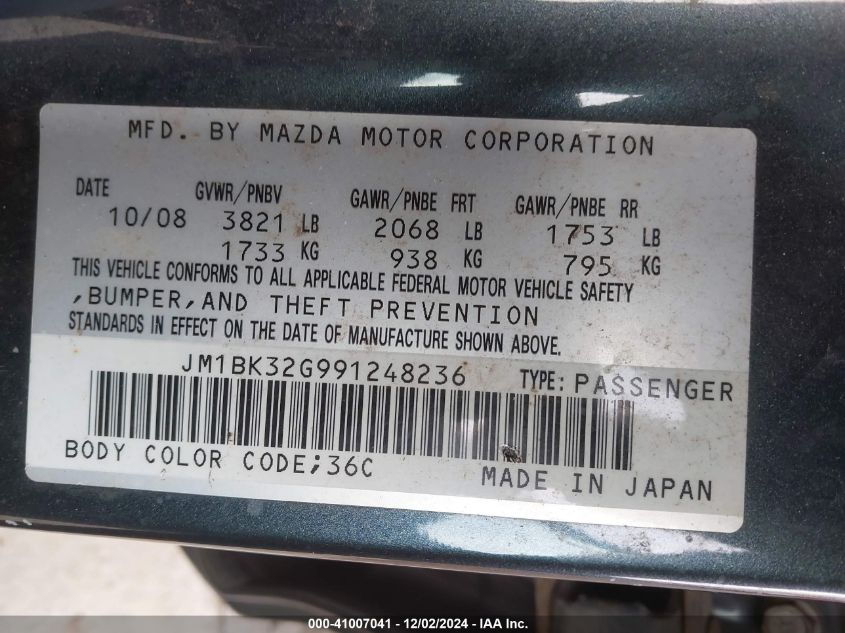 MFD. BY MAZDA MOTOR CORPORATION
DATE GVWR/PNBV GAWR/PNBE FRT GAWR/PNBE RR
10/08 3821 LB 2068 LB 1753 LB
1733 KG 938 KG 795 KG
THIS VEHICLE CONFORMS TO ALL APPLICABLE FEDERAL MOTOR VEHICLE SAFETY
,BUMPER,AND THEFT PREVENTION
STANDARDS IN EFFECT ON THE DATE OF MANUFACTURE SHOWN ABOVE.
JM1BK32G991248236 TYPE: PASSENGER
BODY COLOR CODE;36C MADE IN JAPAN
000-41007041 - 12/02/2024 - IAA Inc.